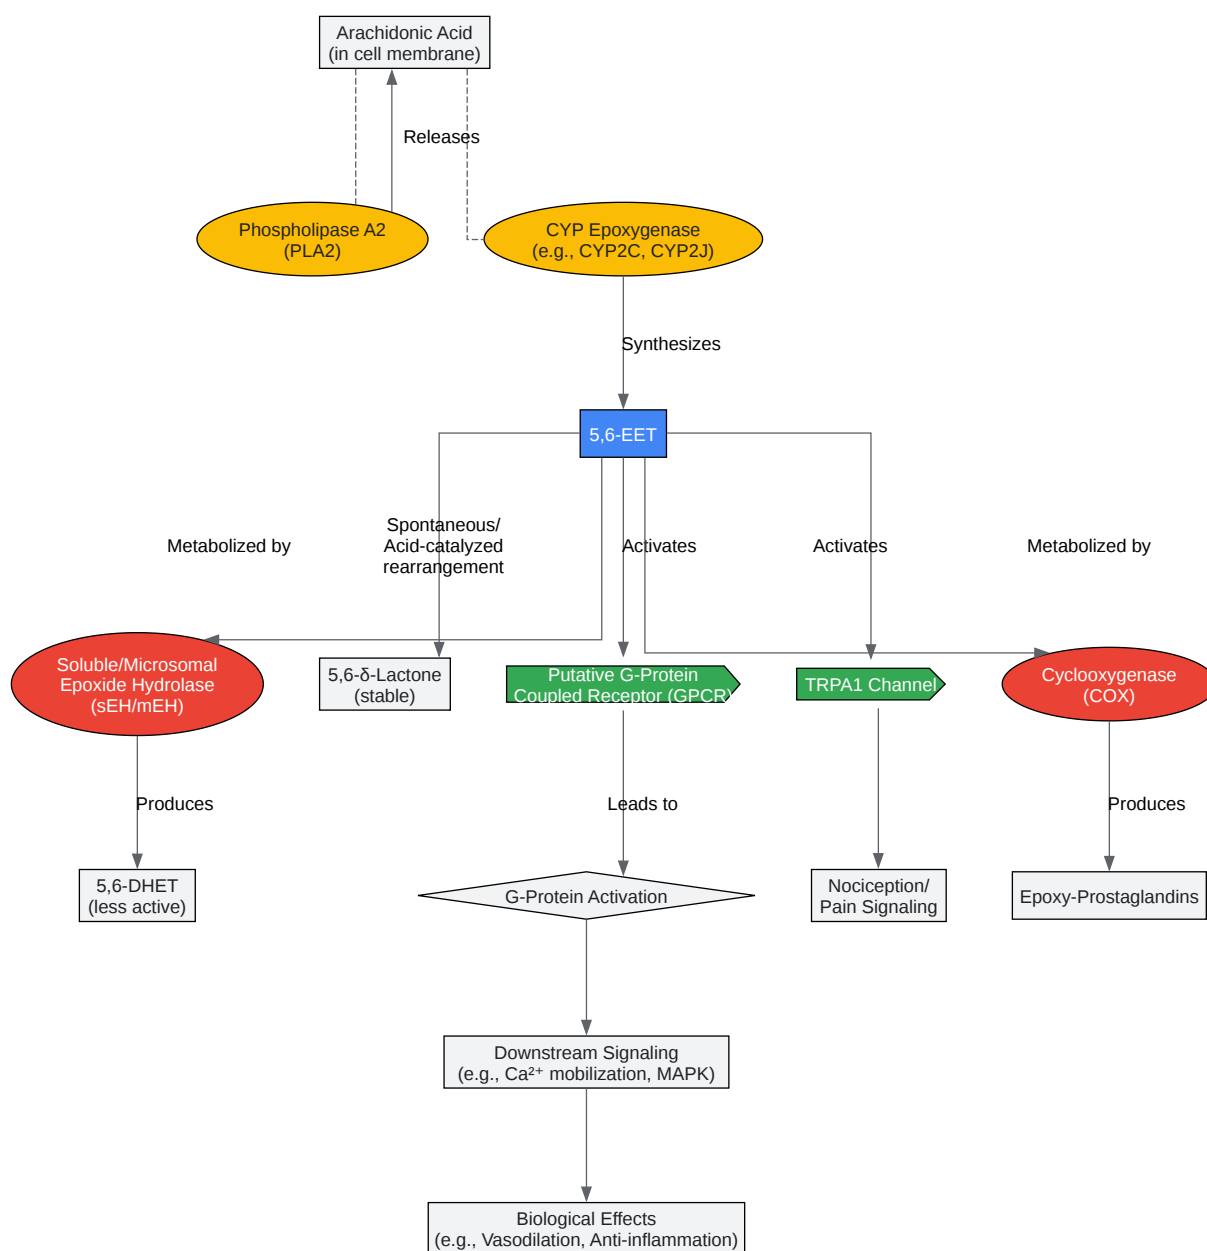 Arachidonic Acid
(in cell membrane)
Releases
Phospholipase A2
(PLA2)
CYP Epoxygenase
(e.g., CYP2C, CYP2J)
Synthesizes
5,6-EET
Metabolized by
Spontaneous/
Acid-catalyzed
rearrangement
Activates
Activates
Metabolized by
Soluble/Microsomal
Epoxide Hydrolase
(sEH/mEH)
5,6-δ-Lactone
(stable)
Putative G-Protein
Coupled Receptor (GPCR)
TRPA1 Channel
Cyclooxygenase
(COX)
Produces
Leads to
Produces
5,6-DHET
(less active)
G-Protein Activation
Nociception/
Pain Signaling
Epoxy-Prostaglandins
Downstream Signaling
(e.g., Ca²⁺ mobilization, MAPK)
Biological Effects
(e.g., Vasodilation, Anti-inflammation)